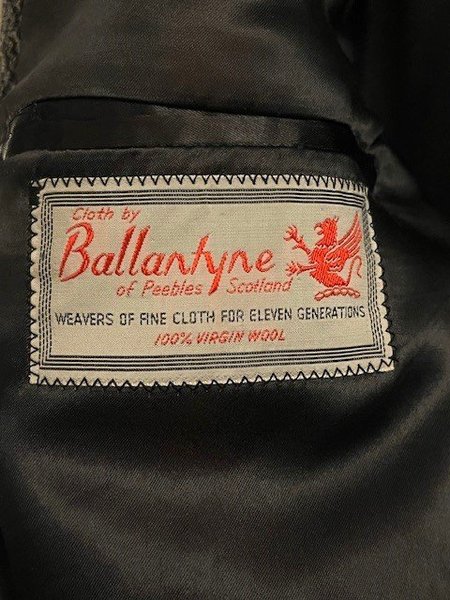 Cloth by
Ballantyne
of Peebles Scotland
WEAVERS OF FINE CLOTH FOR ELEVEN GENERATIONS
100% VIRGIN WOOL